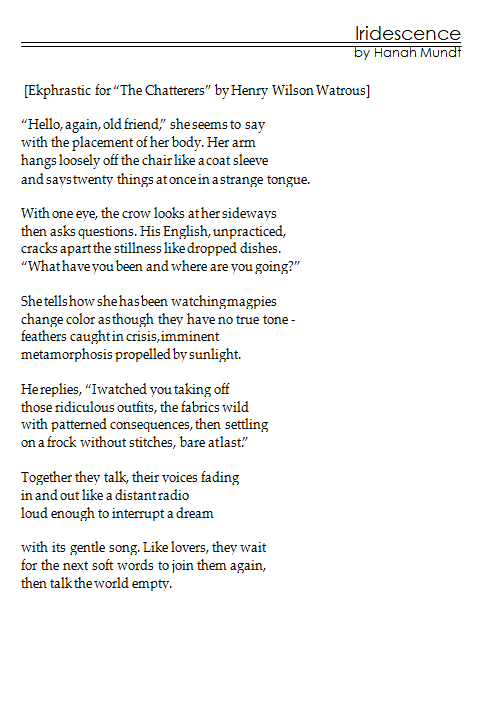 Iridescence
by Hanah Mundt
[Ekphrastic for “The Chatterers” by Henry Wilson Watrous]
“Hello, again, old friend,” she seems to say
with the placement of her body. Her arm
hangs loosely off the chair like a coat sleeve
and says twenty things at once in a strange tongue.
With one eye, the crow looks at her sideways
then asks questions. His English, unpracticed,
cracks apart the stillness like dropped dishes.
“What have you been and where are you going?”
She tells how she has been watching magpies
change color as though they have no true tone -
feathers caught in crisis, imminent
metamorphosis propelled by sunlight.
He replies, “I watched you taking off
those ridiculous outfits, the fabrics wild
with patterned consequences, then settling
on a frock without stitches, bare at last.”
Together they talk, their voices fading
in and out like a distant radio
loud enough to interrupt a dream
with its gentle song. Like lovers, they wait
for the next soft words to join them again,
then talk the world empty.